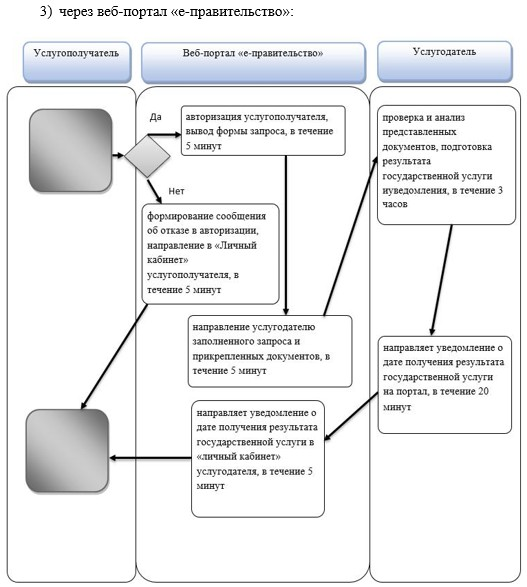 3) через веб-портал «е-правительство»:
Услугополучатель
Веб-портал «е-правительство»
Услугодатель
Да
авторизация услугополучателя,
вывод формы запроса, в течение
5 минут
проверка и анализ
представленных
документов, подготовка
результата
государственной услуги
иуведомления, в течение 3
часов
Нет
формирование сообщения
об отказе в авторизации,
направление в «Личный
кабинет»
услугополучателя, в
течение 5 минут
направление услугодателю
заполненного запроса и
прикрепленных документов, в
течение 5 минут
направляет уведомление о
дате получения результата
государственной услуги
на портал, в течение 20
минут
направляет уведомление о
дате получения результата
государственной услуги в
«личный кабинет»
услугодателя, в течение 5
минут